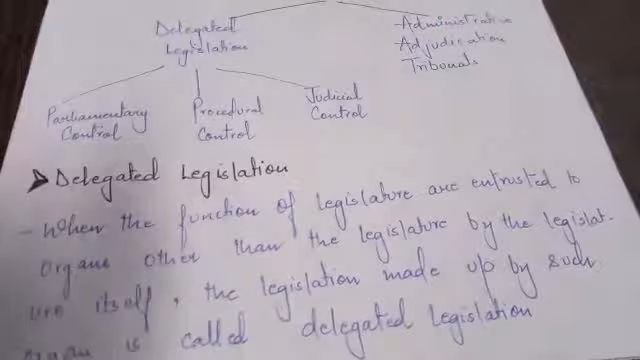 Delegated
Legislation
Administrative
Adjudication
Tribunals
Parliamentary
Control
Procedural
Control
Judicial
Control
➤ Delegated Legislation
- When the function of legislature are entrusted to
organs other than the legislature by the legislat-
ure itself, the legislation made up by such
organ is called delegated legislation